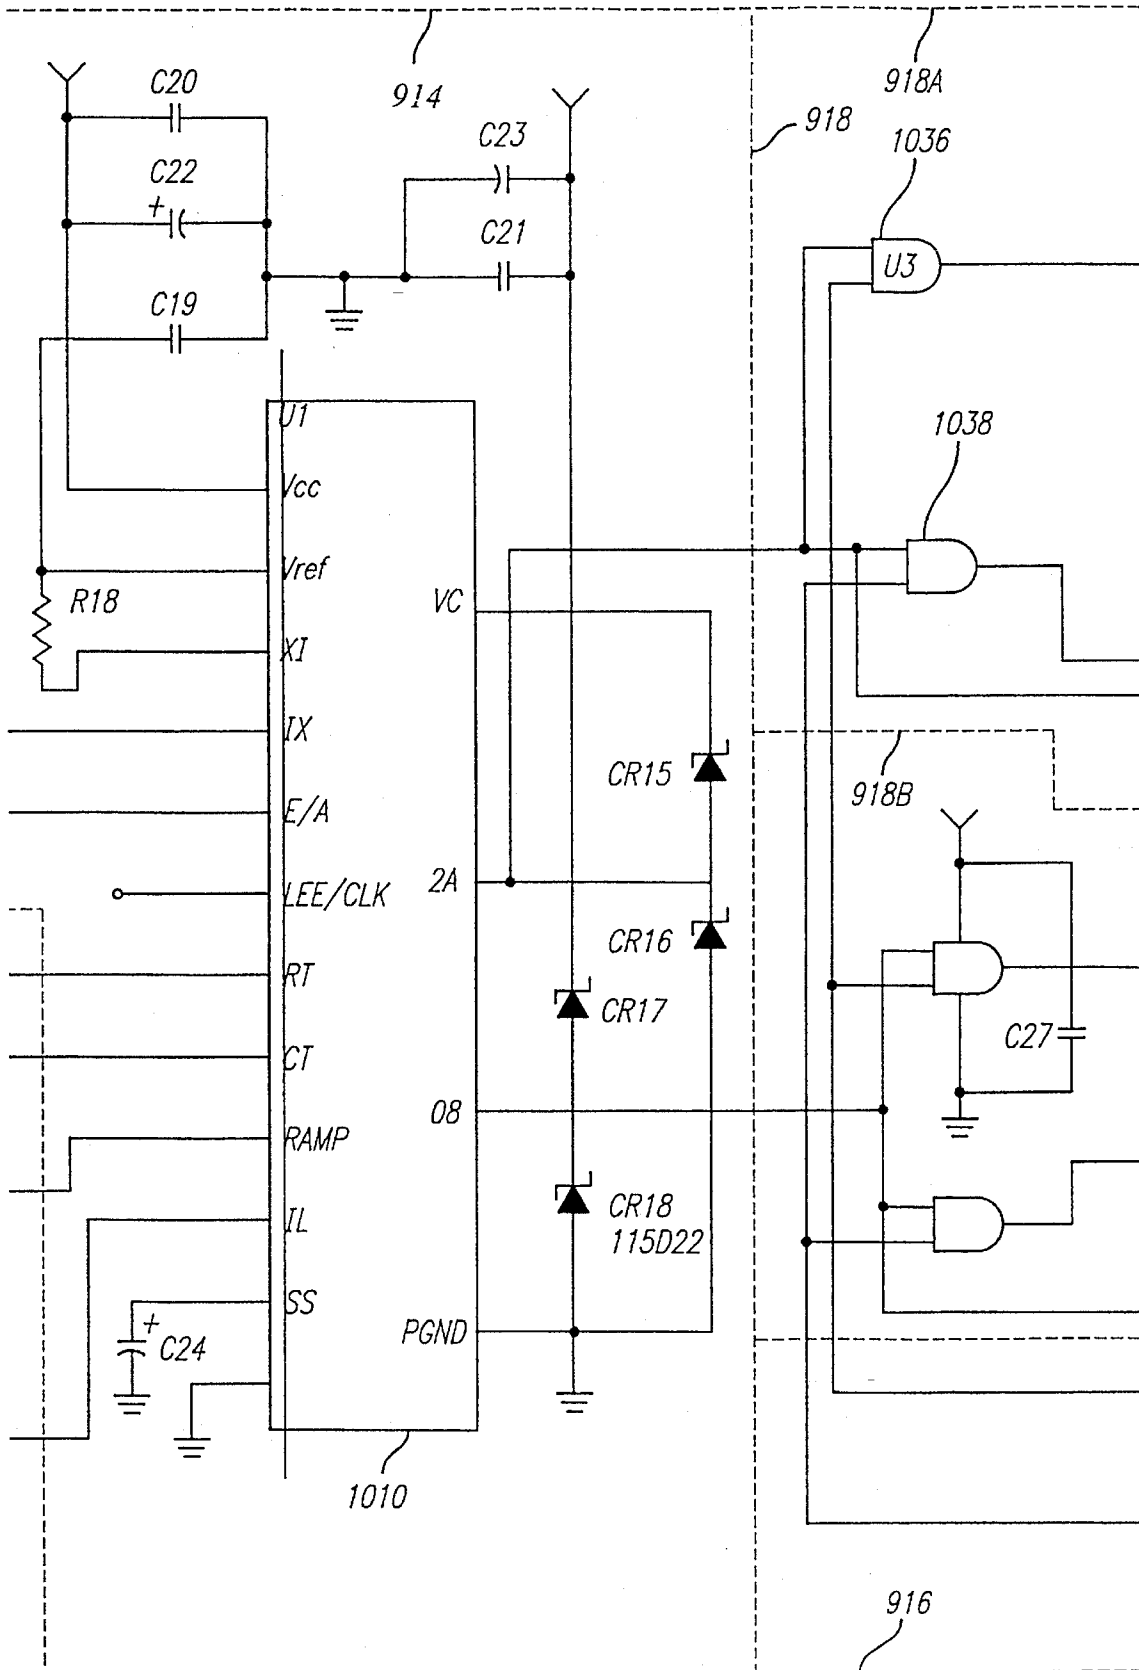 914
918A
918
C20
C22
+
C19
C23
C21
1036
U3
1038
U1
Vcc
Vref
R18
XI
IX
E/A
LEE/CLK
RT
CT
RAMP
IL
SS
+
C24
VC
2A
08
PGND
CR15
CR16
CR17
CR18
115D22
918B
C27
1010
916